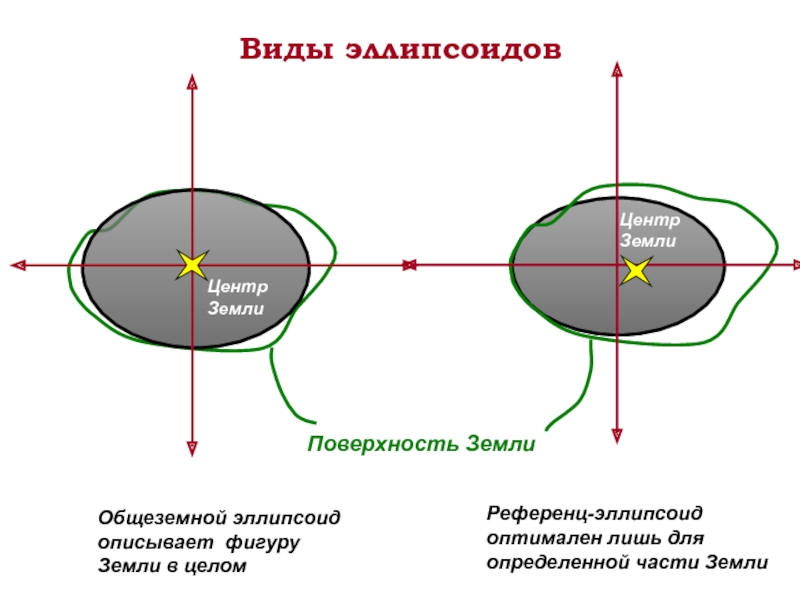 Виды эллипсоидов
Центр
Земли
Центр
Земли
Поверхность Земли
Общеземной эллипсоид
описывает фигуру
Земли в целом
Референц-эллипсоид
оптимален лишь для
определенной части Земли